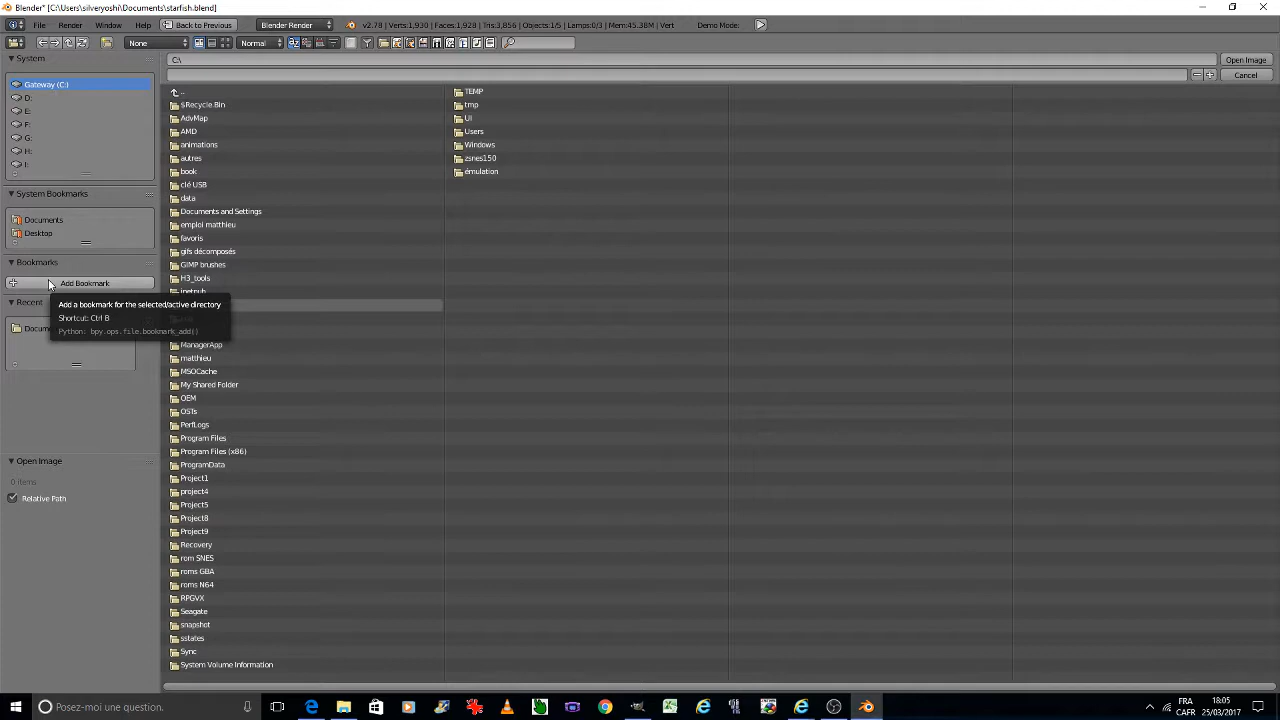 Blender* [C:\Users\silveryosh\Documents\starfish.blend]
File Render Window Help Back to Previous Blender Render v2.78 | Verts:1,930 | Faces:1,928 | Tris:3,856 | Objects:1/5 | Lamps:0/3 | Mem:45.38M | Vert Demo Mode:
None Normal
System
C:\ Open Image
Cancel
Gateway (C:)
D:
E:
F:
G:
H:
I:
System Bookmarks
Documents
Desktop
Bookmarks
Add Bookmark
Recent
Add a bookmark for the selected/active directory
Shortcut: Ctrl B
Python: bpy.ops.file.bookmark_add()
Open Image
0 items
Relative Path
..
$Recycle.Bin
AdvMap
AMD
animations
autres
book
clé USB
data
Documents and Settings
emploi matthieu
favoris
gifs décomposés
GIMP brushes
H3_tools
inetpub
ManagerApp
matthieu
MSOCache
My Shared Folder
OEM
OSTs
PerfLogs
Program Files
Program Files (x86)
ProgramData
Project1
project4
Project5
Project8
Project9
Recovery
rom SNES
roms GBA
roms N64
RPGVX
Seagate
snapshot
sstates
Sync
System Volume Information
TEMP
tmp
UI
Users
Windows
zsnes150
émulation
Posez-moi une question.
FRA
CAFR
18:05
25/03/2017